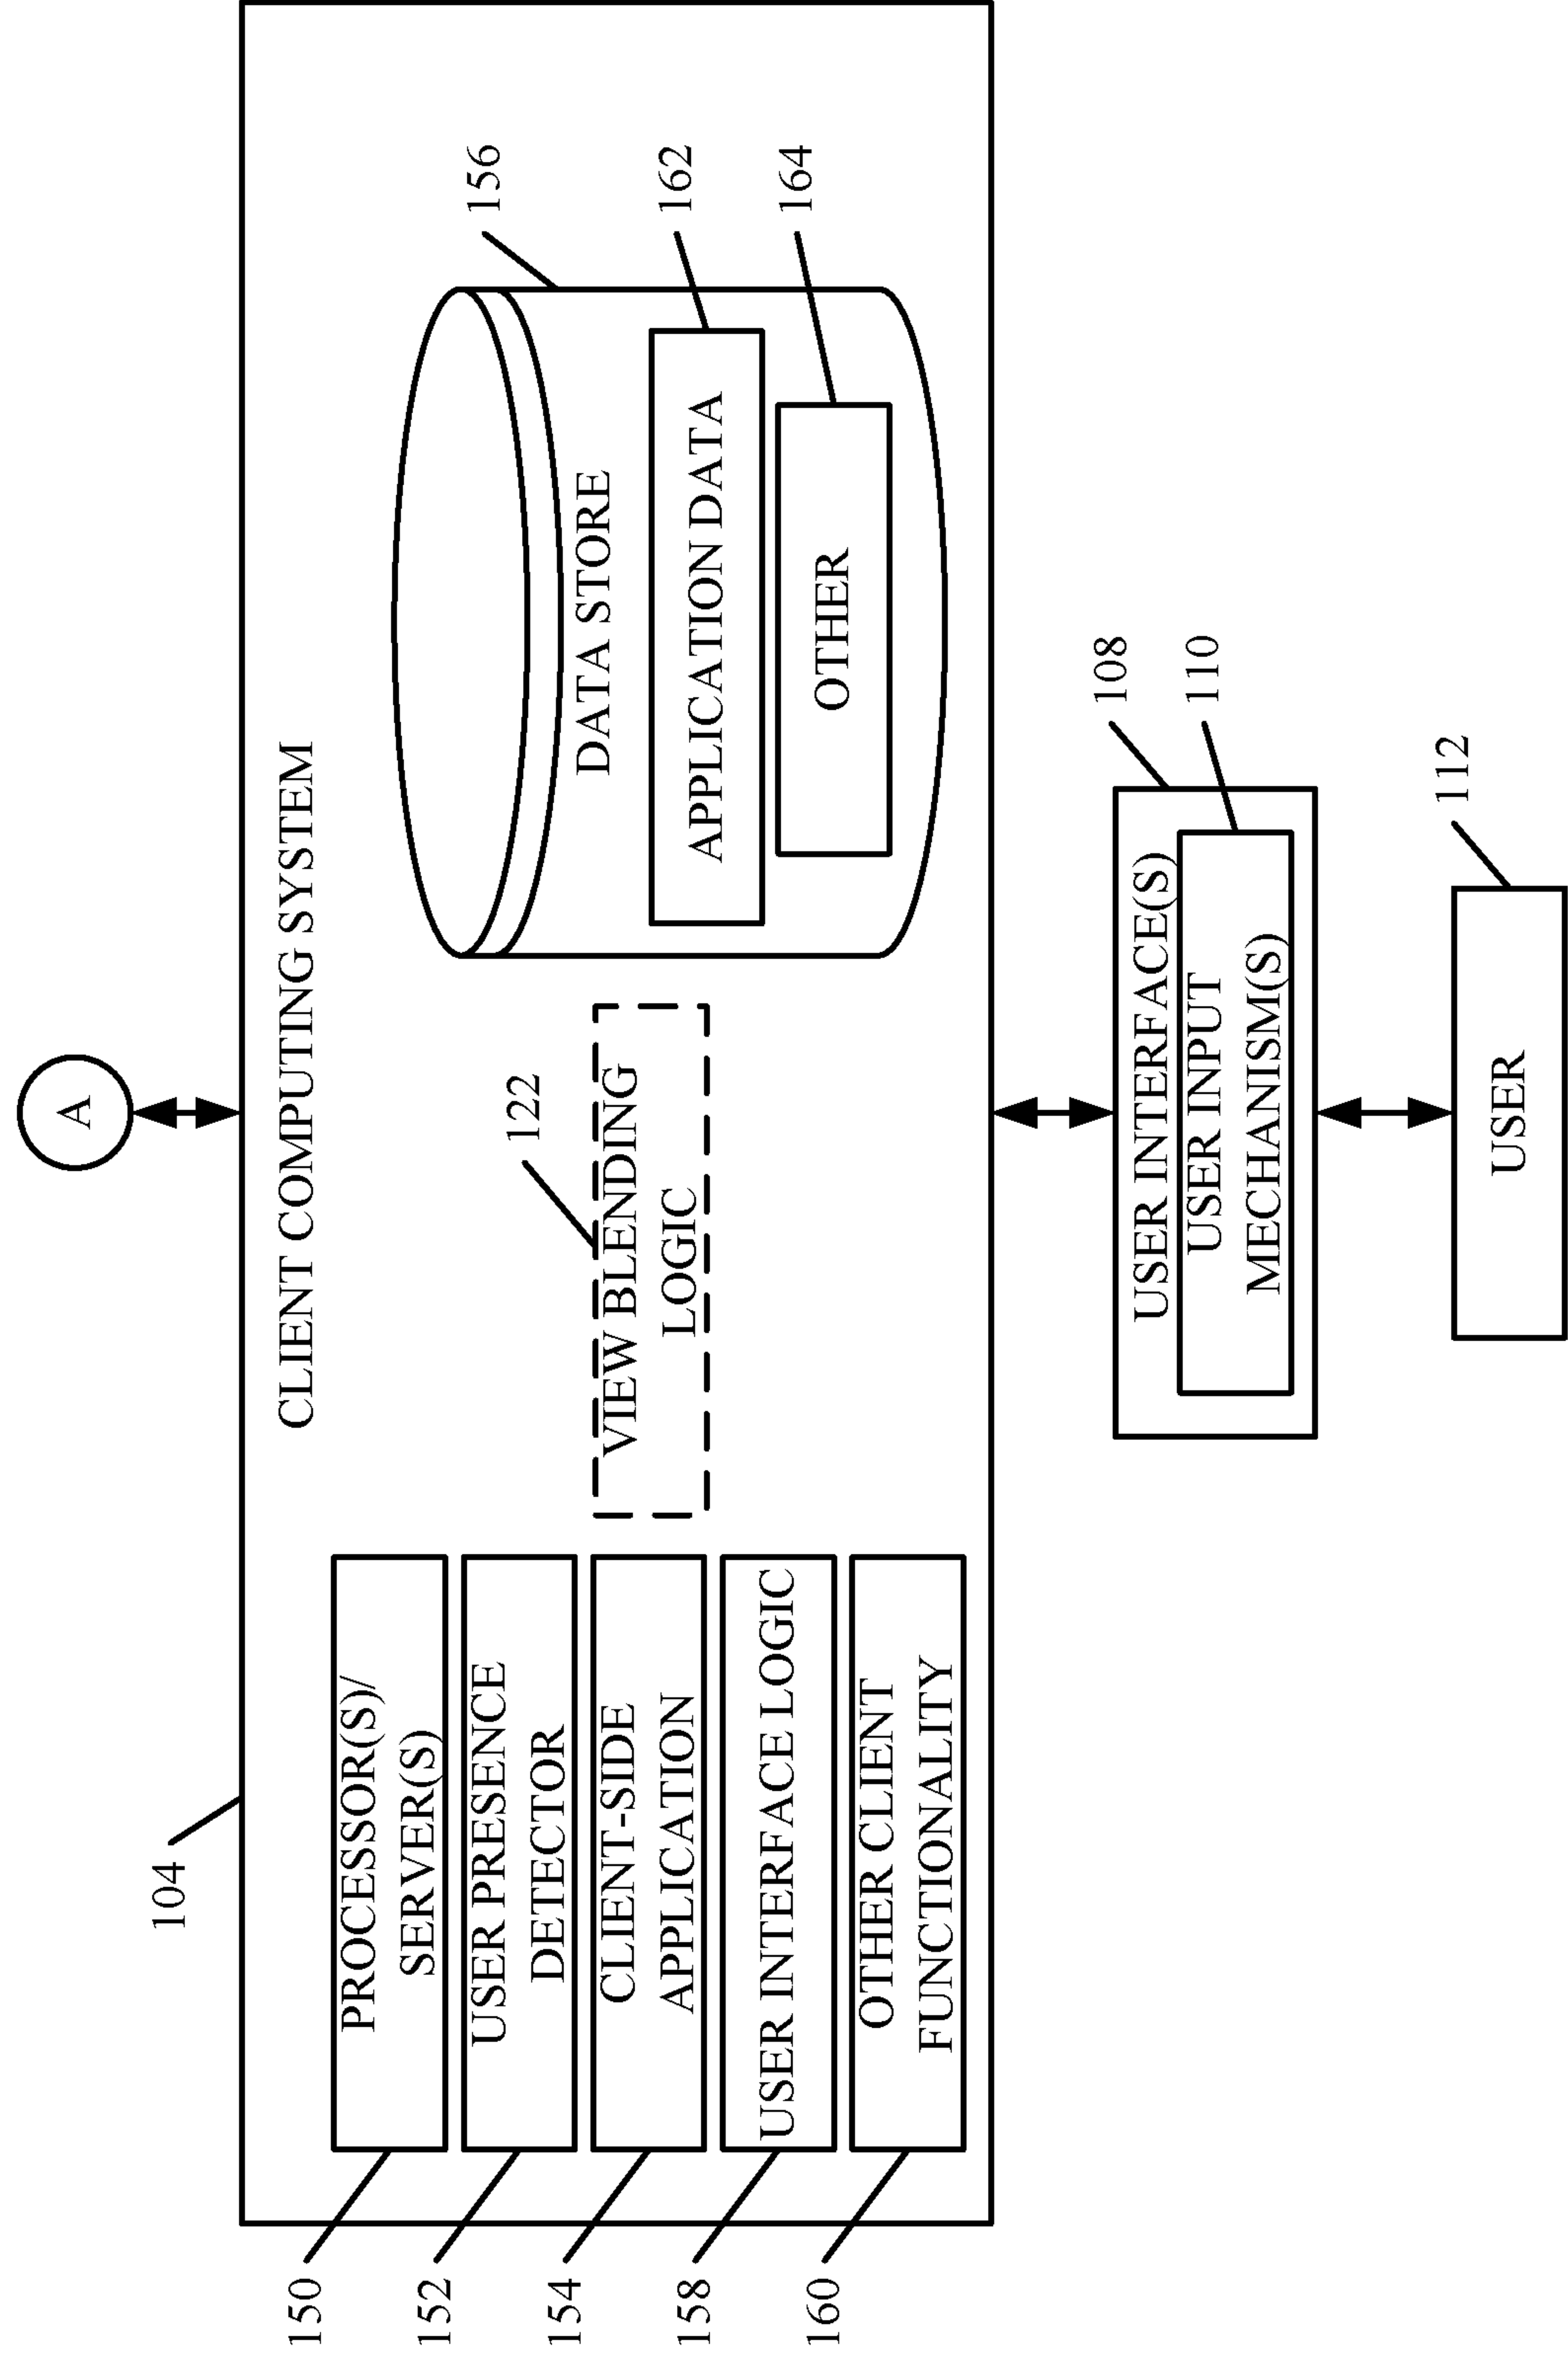 A
104
CLIENT COMPUTING SYSTEM
150
PROCESSOR(S)/
SERVER(S)
152
USER PRESENCE
DETECTOR
154
CLIENT-SIDE
APPLICATION
158
USER INTERFACE LOGIC
160
OTHER CLIENT
FUNCTIONALITY
122
VIEW BLENDING
LOGIC
156
DATA STORE
162
APPLICATION DATA
164
OTHER
108
USER INTERFACE(S)
110
USER INPUT
MECHANISM(S)
112
USER